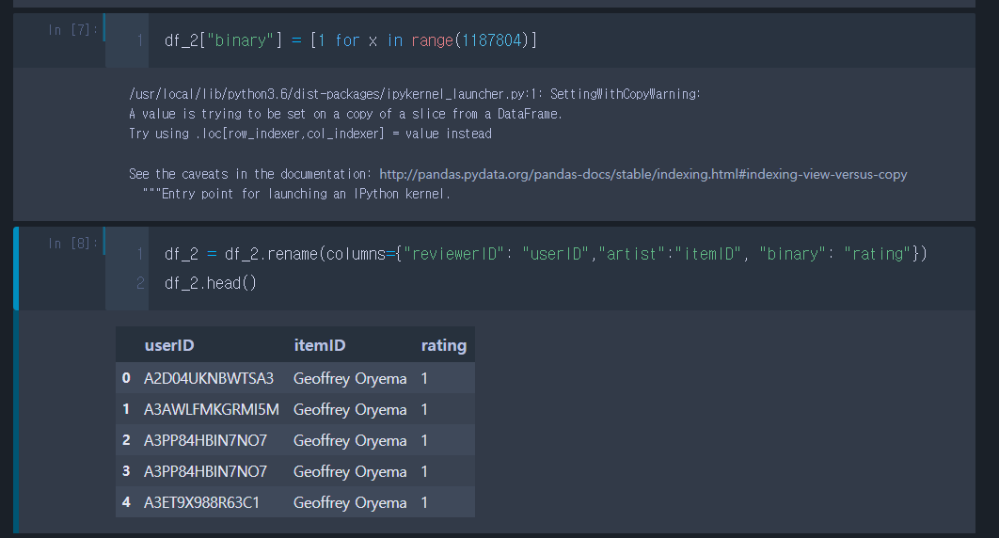 In [7]:
1 df_2["binary"] = [1 for x in range(1187804)]
/usr/local/lib/python3.6/dist-packages/ipykernel_launcher.py:1: SettingWithCopyWarning:
A value is trying to be set on a copy of a slice from a DataFrame.
Try using .loc[row_indexer,col_indexer] = value instead
See the caveats in the documentation: http://pandas.pydata.org/pandas-docs/stable/indexing.html#indexing-view-versus-copy
"""Entry point for launching an IPython kernel.
In [8]:
1 df_2 = df_2.rename(columns={"reviewerID": "userID","artist":"itemID", "binary": "rating"})
2 df_2.head()
userID itemID rating
0 A2D04UKNBWTSA3 Geoffrey Oryema 1
1 A3AWLFMKGRMI5M Geoffrey Oryema 1
2 A3PP84HBIN7NO7 Geoffrey Oryema 1
3 A3PP84HBIN7NO7 Geoffrey Oryema 1
4 A3ET9X988R63C1 Geoffrey Oryema 1